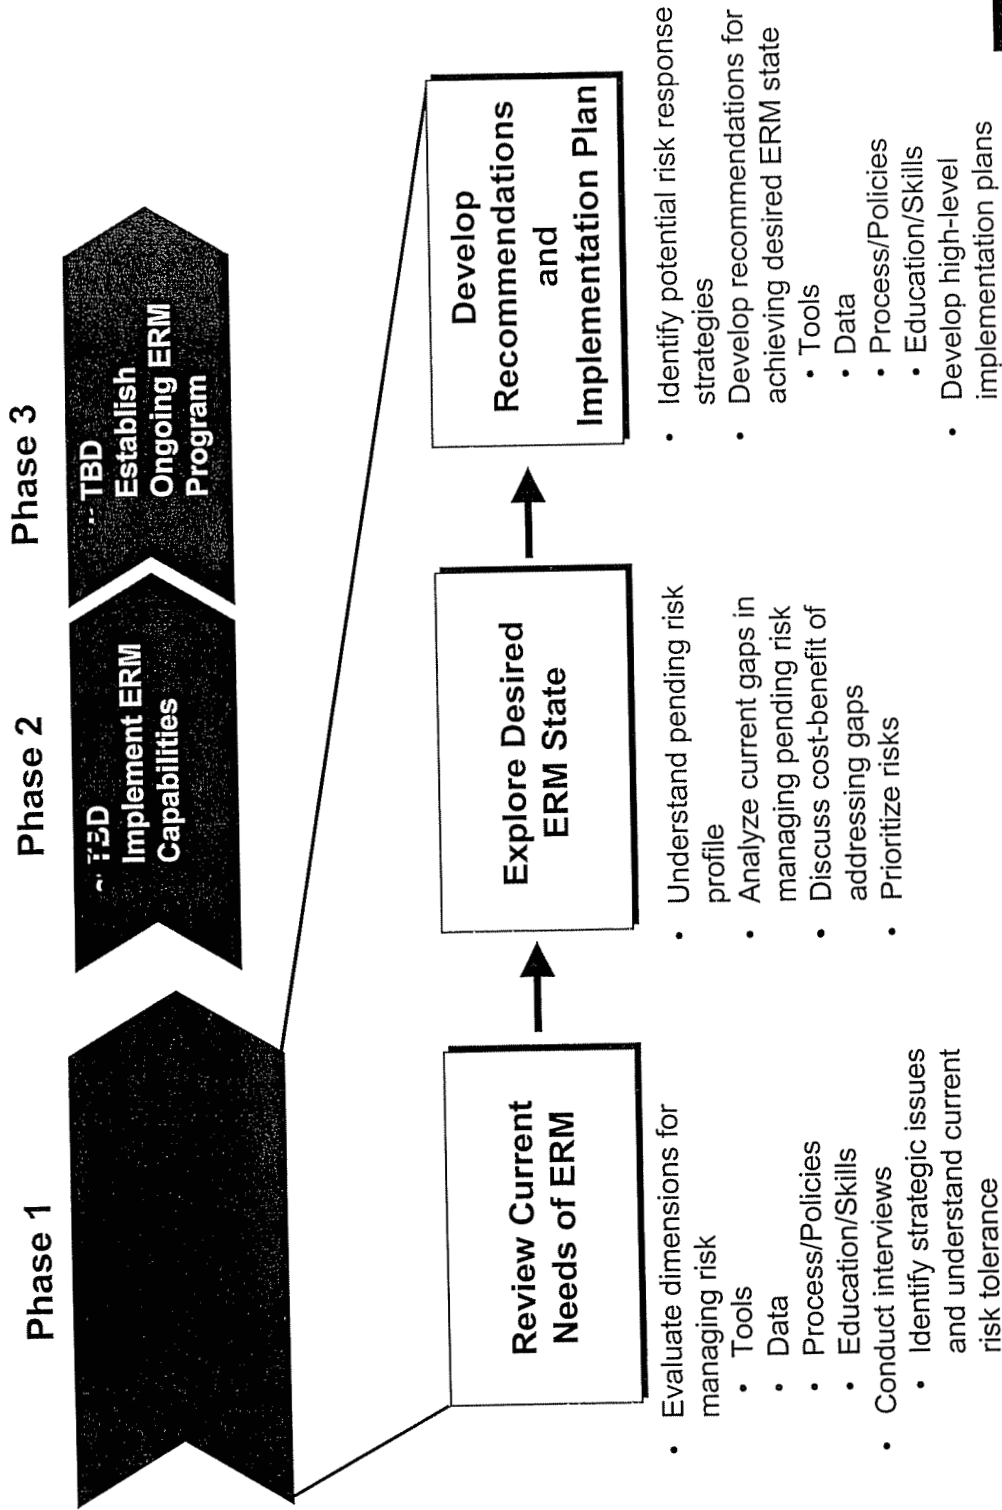 Phase 1
Phase 2
Phase 3
TBD
Implement ERM
Capabilities
TBD
Establish
Ongoing ERM
Program
Review Current
Needs of ERM
Explore Desired
ERM State
Develop
Recommendations
and
Implementation Plan
• Evaluate dimensions for
managing risk
• Tools
• Data
• Process/Policies
• Education/Skills
• Conduct interviews
• Identify strategic issues
and understand current
risk tolerance
• Understand pending risk
profile
• Analyze current gaps in
managing pending risk
• Discuss cost-benefit of
addressing gaps
• Prioritize risks
• Identify potential risk response
strategies
• Develop recommendations for
achieving desired ERM state
• Tools
• Data
• Process/Policies
• Education/Skills
• Develop high-level
implementation plans